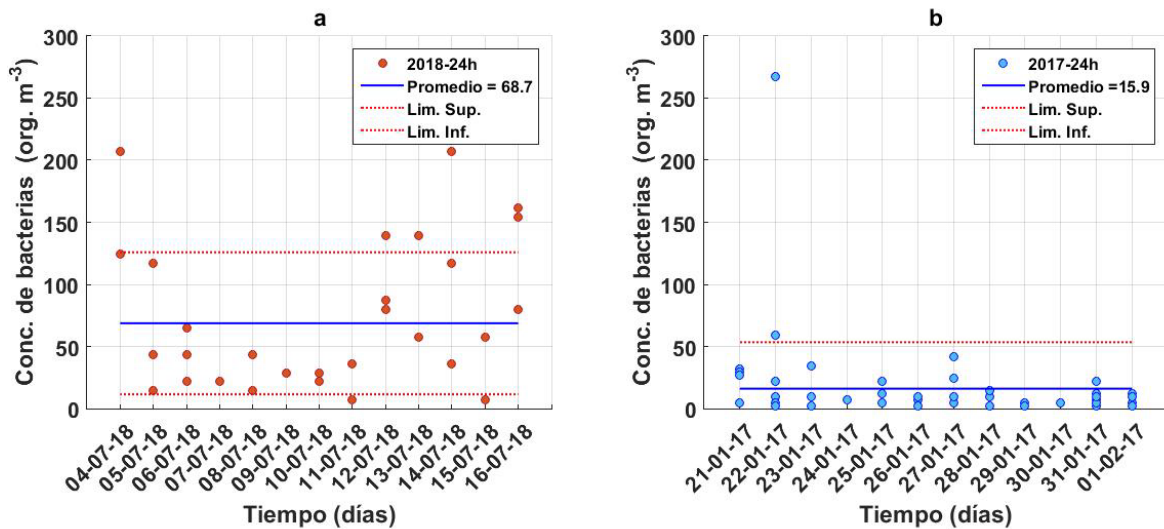 a
Conc. de bacterias (org. m⁻³)
300
250
200
150
100
50
0
2018-24h
Promedio = 68.7
Lim. Sup.
Lim. Inf.
04-07-18
05-07-18
06-07-18
07-07-18
08-07-18
09-07-18
10-07-18
11-07-18
12-07-18
13-07-18
14-07-18
15-07-18
16-07-18
Tiempo (días)
b
Conc. de bacterias (org. m⁻³)
300
250
200
150
100
50
0
2017-24h
Promedio =15.9
Lim. Sup.
Lim. Inf.
21-01-17
22-01-17
23-01-17
24-01-17
25-01-17
26-01-17
27-01-17
28-01-17
29-01-17
30-01-17
31-01-17
01-02-17
Tiempo (días)